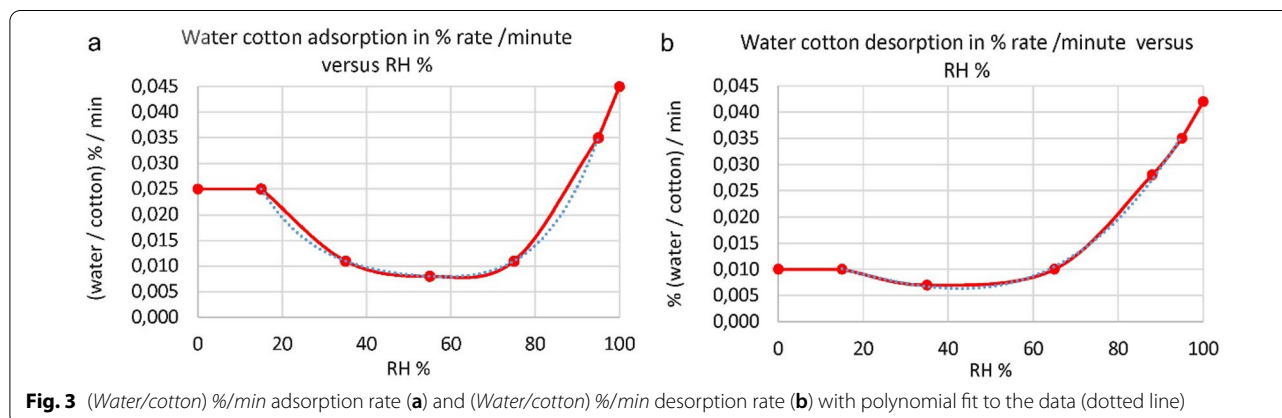 a
Water cotton adsorption in % rate /minute
versus RH %
(water / cotton) % / min
0,045
0,040
0,035
0,030
0,025
0,020
0,015
0,010
0,005
0,000
0 20 40 60 80 100
RH %
b
Water cotton desorption in % rate /minute versus
RH %
% (water / cotton) / min
0,045
0,040
0,035
0,030
0,025
0,020
0,015
0,010
0,005
0,000
0 20 40 60 80 100
RH %
Fig. 3 (Water/cotton) %/min adsorption rate (a) and (Water/cotton) %/min desorption rate (b) with polynomial fit to the data (dotted line)